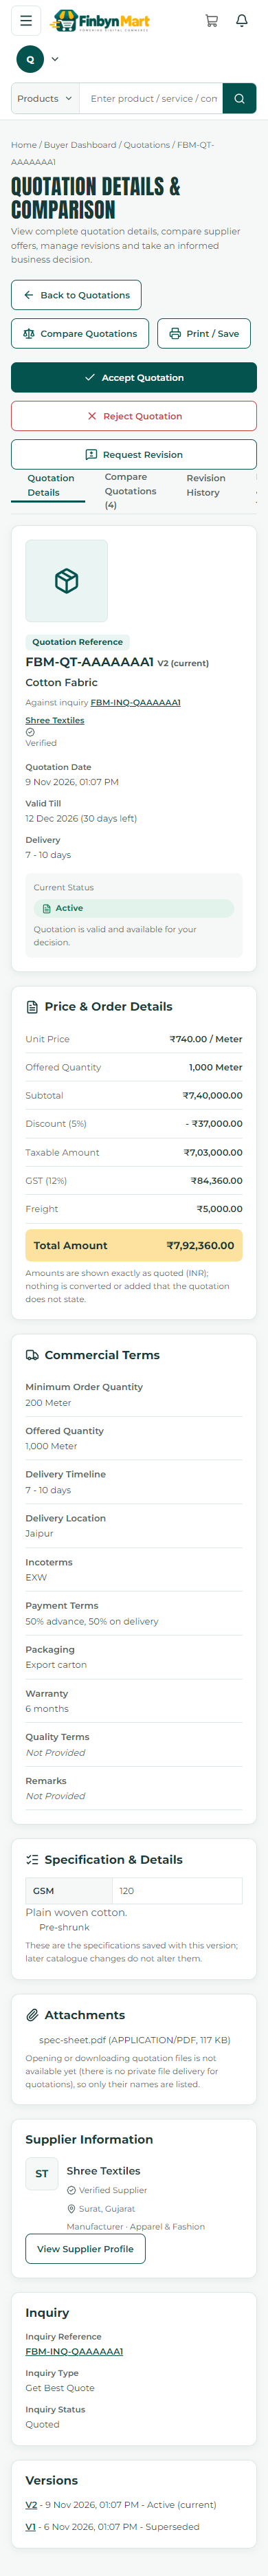 FinbynMart
POWERING DIGITAL COMMERCE
Q
Products
Enter product / service / com
Home / Buyer Dashboard / Quotations / FBM-QT-
AAAAAAA1
QUOTATION DETAILS &
COMPARISON
View complete quotation details, compare supplier
offers, manage revisions and take an informed
business decision.
Back to Quotations
Compare Quotations
Print / Save
Accept Quotation
Reject Quotation
Request Revision
Quotation
Details
Compare
Quotations
(4)
Revision
History
Quotation Reference
FBM-QT-AAAAAAA1 V2 (current)
Cotton Fabric
Against inquiry FBM-INQ-QAAAAAA1
Shree Textiles
Verified
Quotation Date
9 Nov 2026, 01:07 PM
Valid Till
12 Dec 2026 (30 days left)
Delivery
7 - 10 days
Current Status
Active
Quotation is valid and available for your
decision.
Price & Order Details
Unit Price ₹740.00 / Meter
Offered Quantity 1,000 Meter
Subtotal ₹7,40,000.00
Discount (5%) - ₹37,000.00
Taxable Amount ₹7,03,000.00
GST (12%) ₹84,360.00
Freight ₹5,000.00
Total Amount ₹7,92,360.00
Amounts are shown exactly as quoted (INR);
nothing is converted or added that the quotation
does not state.
Commercial Terms
Minimum Order Quantity
200 Meter
Offered Quantity
1,000 Meter
Delivery Timeline
7 - 10 days
Delivery Location
Jaipur
Incoterms
EXW
Payment Terms
50% advance, 50% on delivery
Packaging
Export carton
Warranty
6 months
Quality Terms
Not Provided
Remarks
Not Provided
Specification & Details
GSM 120
Plain woven cotton.
Pre-shrunk
These are the specifications saved with this version;
later catalogue changes do not alter them.
Attachments
spec-sheet.pdf (APPLICATION/PDF, 117 KB)
Opening or downloading quotation files is not
available yet (there is no private file delivery for
quotations), so only their names are listed.
Supplier Information
ST
Shree Textiles
Verified Supplier
Surat, Gujarat
Manufacturer · Apparel & Fashion
View Supplier Profile
Inquiry
Inquiry Reference
FBM-INQ-QAAAAAA1
Inquiry Type
Get Best Quote
Inquiry Status
Quoted
Versions
V2 - 9 Nov 2026, 01:07 PM - Active (current)
V1 - 6 Nov 2026, 01:07 PM - Superseded